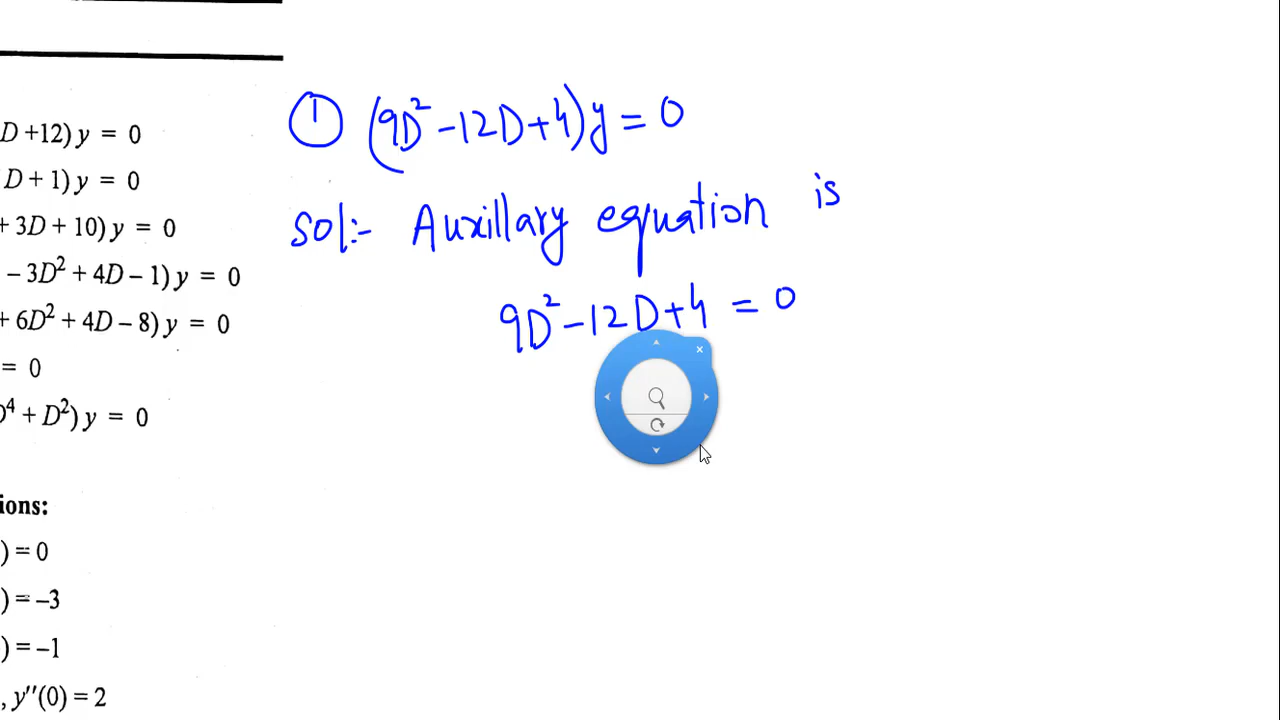 D +12) y = 0
D + 1) y = 0
+ 3D + 10) y = 0
– 3D² + 4D – 1) y = 0
+ 6D² + 4D – 8) y = 0
= 0
D⁴ + D²) y = 0
ions:
) = 0
) = –3
) = –1
, y''(0) = 2
① (9D² -12D+4)y = 0
Sol:- Auxillary equation is
9D² -12D+4 = 0